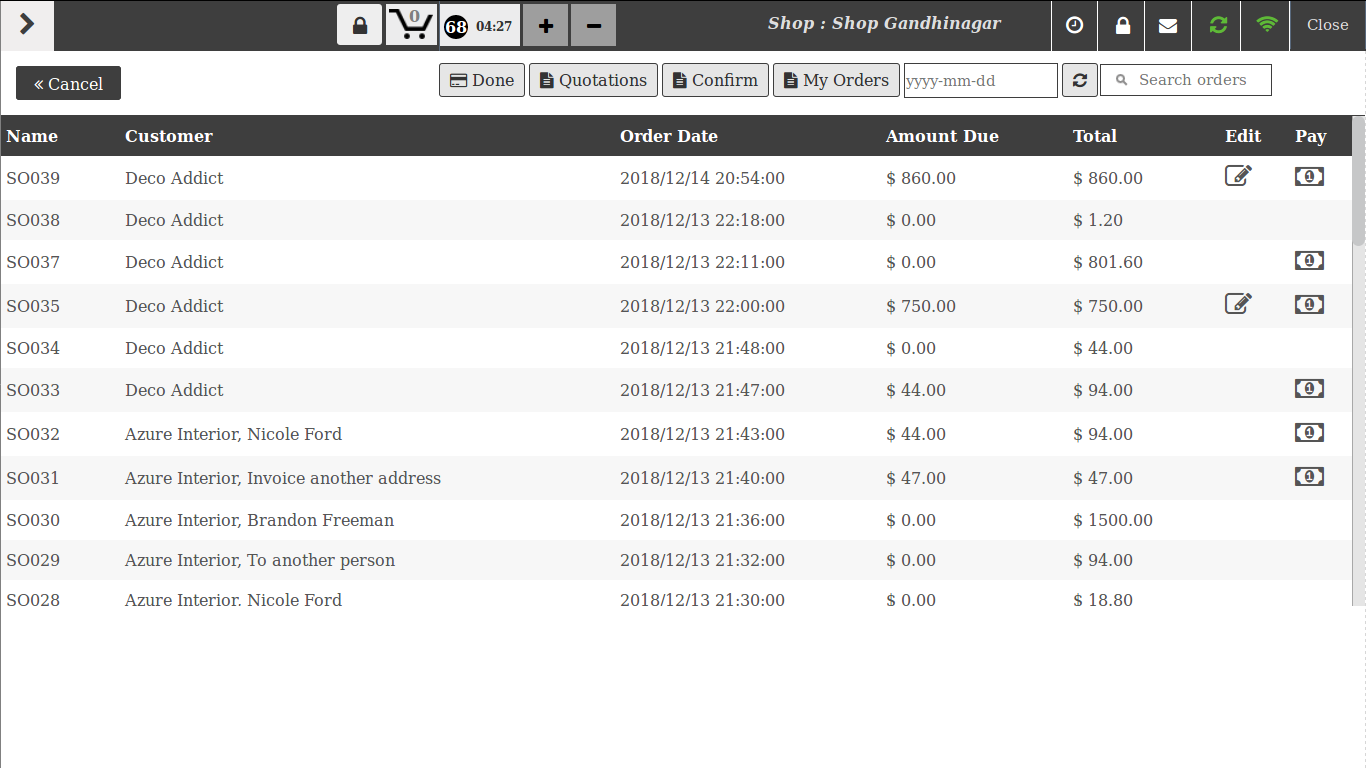 0 68 04:27 + − Shop : Shop Gandhinagar Close
« Cancel Done Quotations Confirm My Orders yyyy-mm-dd Search orders
Name Customer Order Date Amount Due Total Edit Pay
SO039 Deco Addict 2018/12/14 20:54:00 $ 860.00 $ 860.00 1
SO038 Deco Addict 2018/12/13 22:18:00 $ 0.00 $ 1.20
SO037 Deco Addict 2018/12/13 22:11:00 $ 0.00 $ 801.60 1
SO035 Deco Addict 2018/12/13 22:00:00 $ 750.00 $ 750.00 1
SO034 Deco Addict 2018/12/13 21:48:00 $ 0.00 $ 44.00
SO033 Deco Addict 2018/12/13 21:47:00 $ 44.00 $ 94.00 1
SO032 Azure Interior, Nicole Ford 2018/12/13 21:43:00 $ 44.00 $ 94.00 1
SO031 Azure Interior, Invoice another address 2018/12/13 21:40:00 $ 47.00 $ 47.00 1
SO030 Azure Interior, Brandon Freeman 2018/12/13 21:36:00 $ 0.00 $ 1500.00
SO029 Azure Interior, To another person 2018/12/13 21:32:00 $ 0.00 $ 94.00
SO028 Azure Interior, Nicole Ford 2018/12/13 21:30:00 $ 0.00 $ 18.80